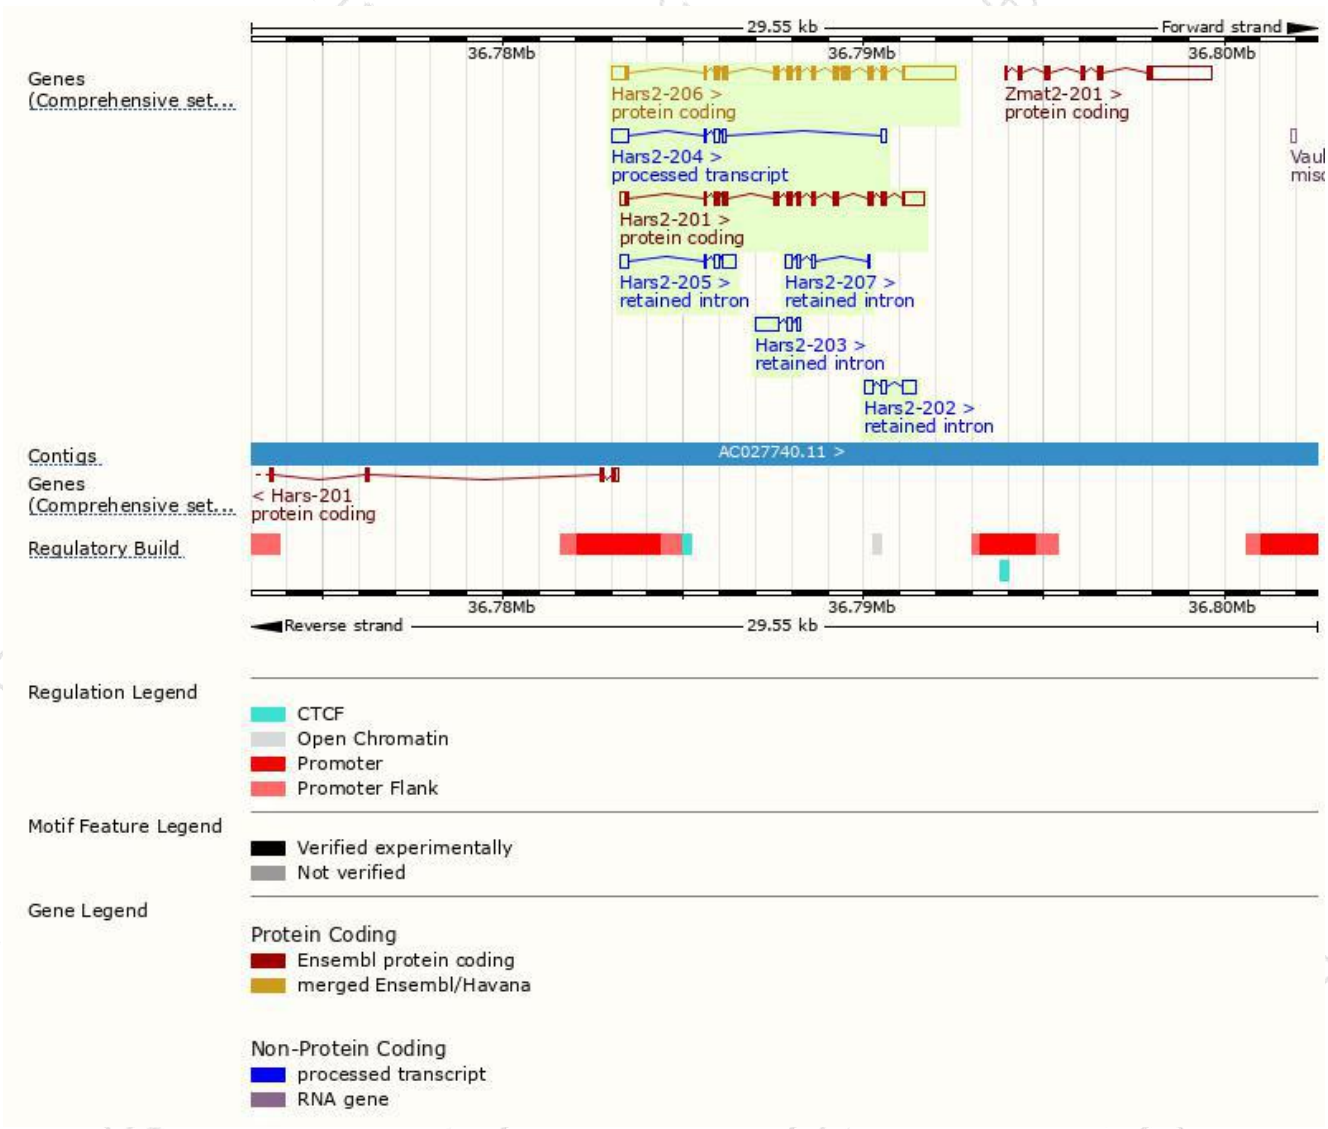 29.55 kb
Forward strand
36.78Mb 36.79Mb 36.80Mb
Genes
(Comprehensive set...
Hars2-206 >
protein coding
Zmat2-201 >
protein coding
Hars2-204 >
processed transcript
Vaul
misc
Hars2-201 >
protein coding
Hars2-205 >
retained intron
Hars2-207 >
retained intron
Hars2-203 >
retained intron
Hars2-202 >
retained intron
Contigs
AC027740.11 >
Genes
(Comprehensive set...
< Hars-201
protein coding
Regulatory Build
36.78Mb 36.79Mb 36.80Mb
Reverse strand
29.55 kb
Regulation Legend
CTCF
Open Chromatin
Promoter
Promoter Flank
Motif Feature Legend
Verified experimentally
Not verified
Gene Legend
Protein Coding
Ensembl protein coding
merged Ensembl/Havana
Non-Protein Coding
processed transcript
RNA gene